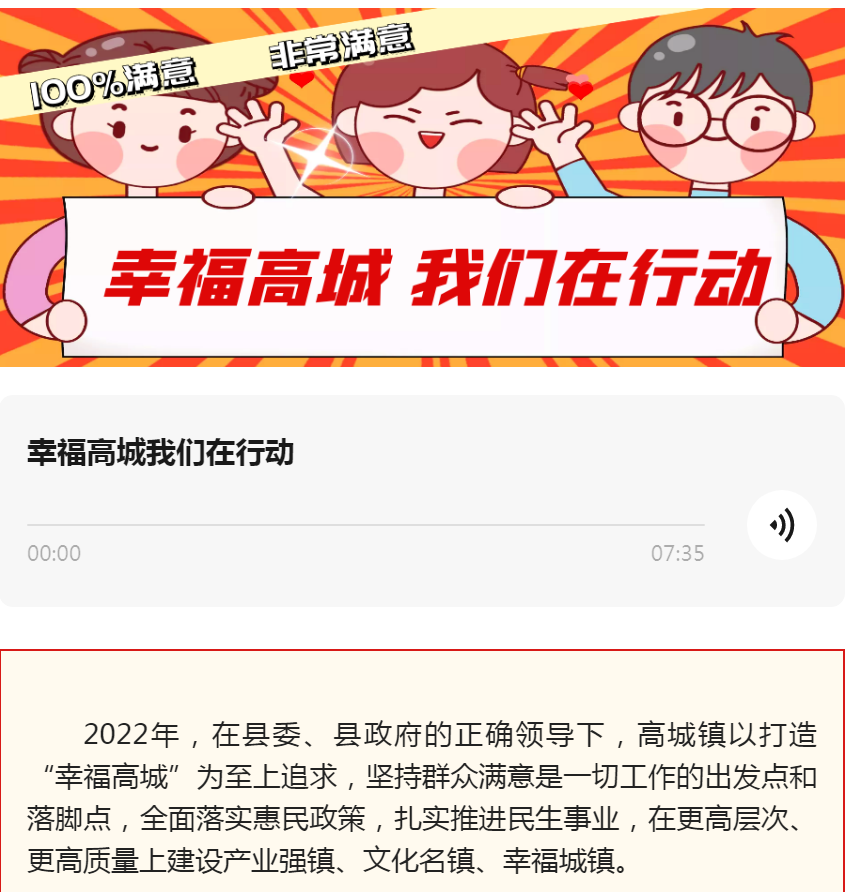 100%满意 非常满意
幸福高城 我们在行动
幸福高城我们在行动
00:00 07:35
2022年，在县委、县政府的正确领导下，高城镇以打造
“幸福高城”为至上追求，坚持群众满意是一切工作的出发点和
落脚点，全面落实惠民政策，扎实推进民生事业，在更高层次、
更高质量上建设产业强镇、文化名镇、幸福城镇。